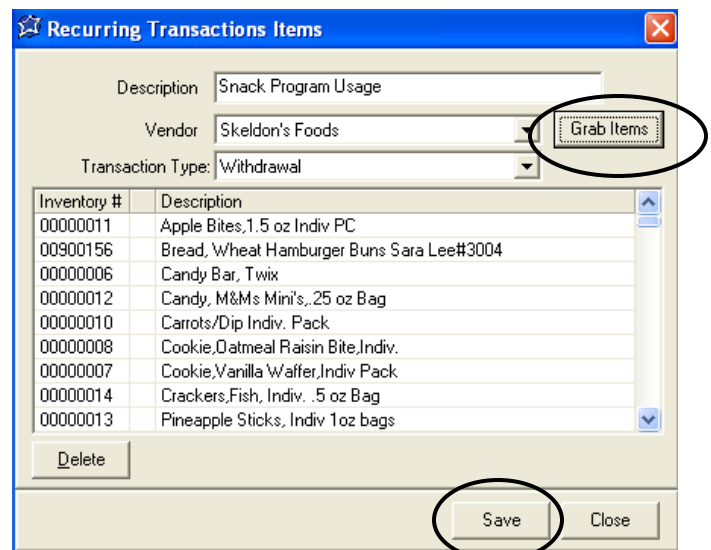 Recurring Transactions Items
Description Snack Program Usage
Vendor Skeldon's Foods Grab Items
Transaction Type: Withdrawal
Inventory # Description
00000011 Apple Bites,1.5 oz Indiv PC
00900156 Bread, Wheat Hamburger Buns Sara Lee#3004
00000006 Candy Bar, Twix
00000012 Candy, M&Ms Mini's,.25 oz Bag
00000010 Carrots/Dip Indiv. Pack
00000008 Cookie,Oatmeal Raisin Bite,Indiv.
00000007 Cookie,Vanilla Waffer,Indiv Pack
00000014 Crackers,Fish, Indiv. .5 oz Bag
00000013 Pineapple Sticks, Indiv 1oz bags
Delete
Save Close